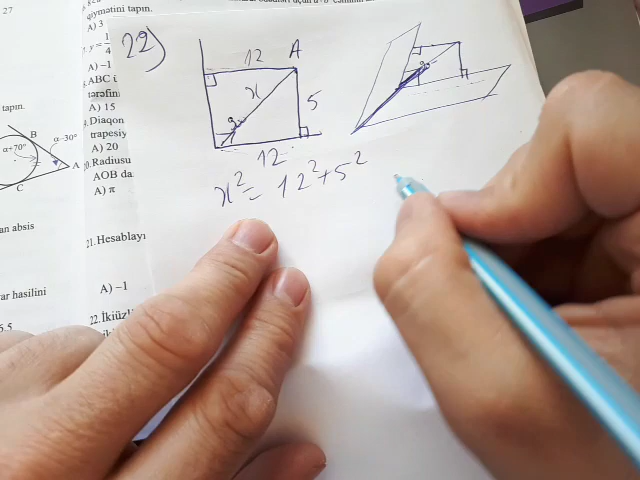 27
qiymətini tapın.
A) 3
7. y=
1
4
A) −1
ABC
tərəfin
A) 15
Diaqon
trapesiy
A) 20
Radiusu
AOB da
A) π
21. Hesablayı
A) −1
22. İkiüzl
tapın.
B
α+70°
α−30°
A
C
an absis
ar hasilini
5.5
22)
12
A
x
5
12
x² = 12² + 5²